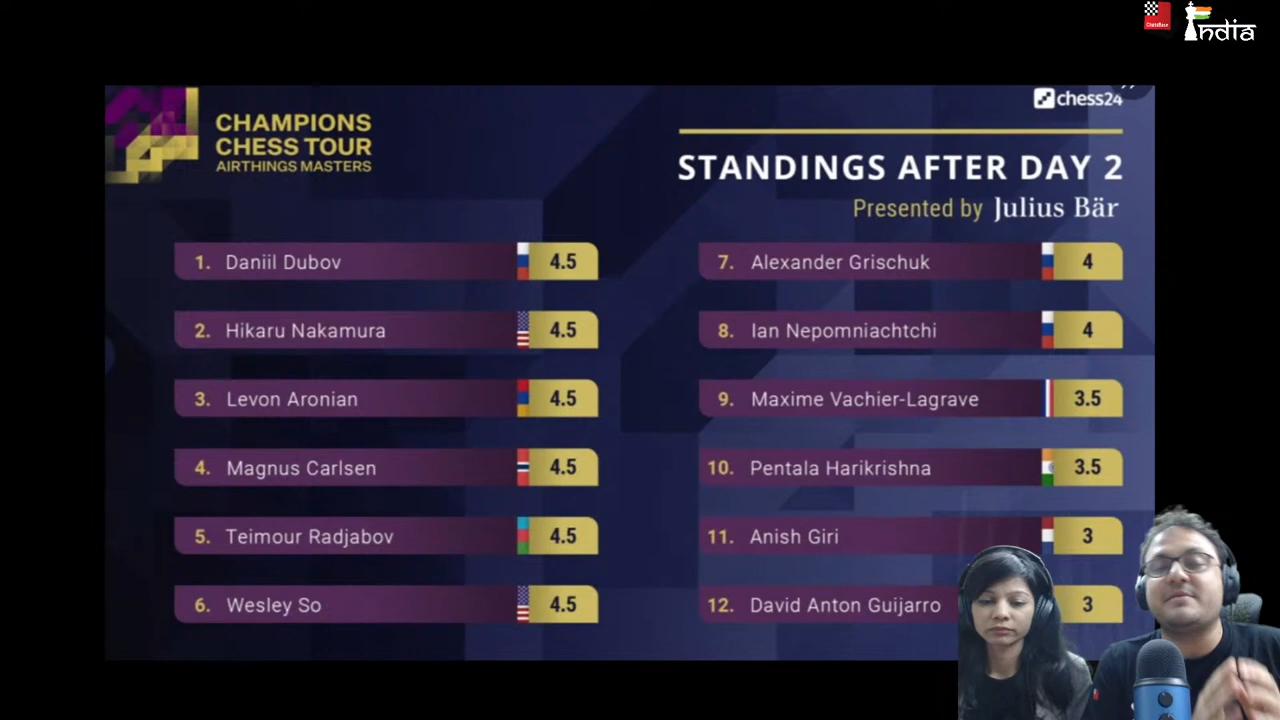 ChessBase
India
chess24
CHAMPIONS
CHESS TOUR
AIRTHINGS MASTERS
STANDINGS AFTER DAY 2
Presented by Julius Bär
1. Daniil Dubov 4.5
2. Hikaru Nakamura 4.5
3. Levon Aronian 4.5
4. Magnus Carlsen 4.5
5. Teimour Radjabov 4.5
6. Wesley So 4.5
7. Alexander Grischuk 4
8. Ian Nepomniachtchi 4
9. Maxime Vachier-Lagrave 3.5
10. Pentala Harikrishna 3.5
11. Anish Giri 3
12. David Anton Guijarro 3